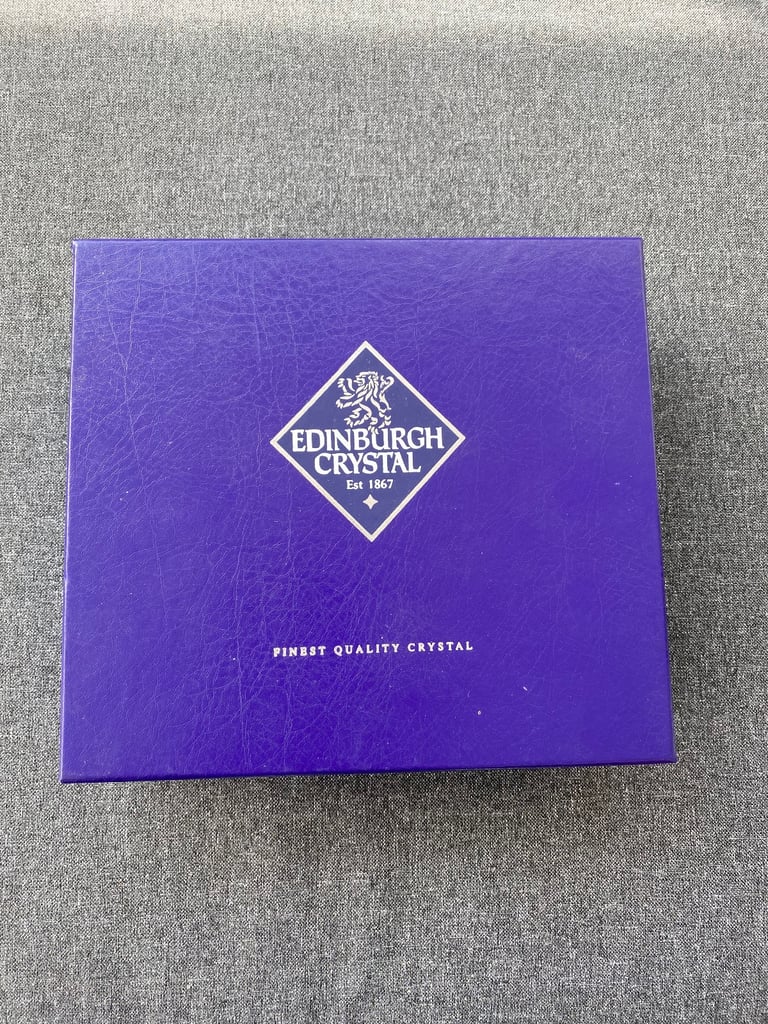 EDINBURGH
CRYSTAL
Est 1867
FINEST QUALITY CRYSTAL